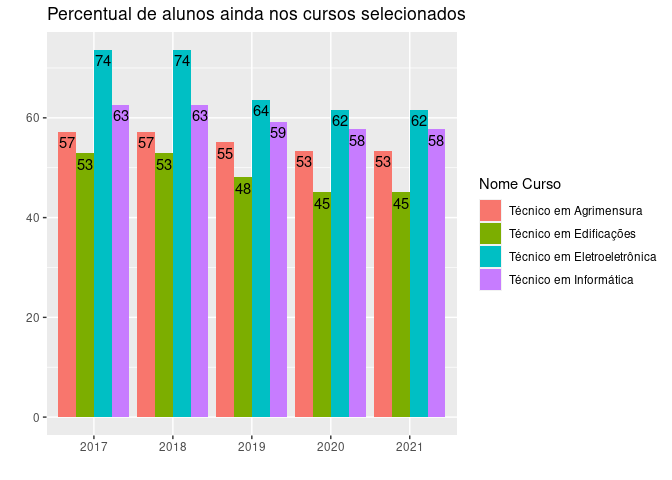 Percentual de alunos ainda nos cursos selecionados
74 74
63 63 64 62 62
60
57 57 59 58 58
53 53 55 53 53
48 45 45
40
20
0
2017 2018 2019 2020 2021
Nome Curso
Técnico em Agrimensura
Técnico em Edificações
Técnico em Eletroeletrônica
Técnico em Informática